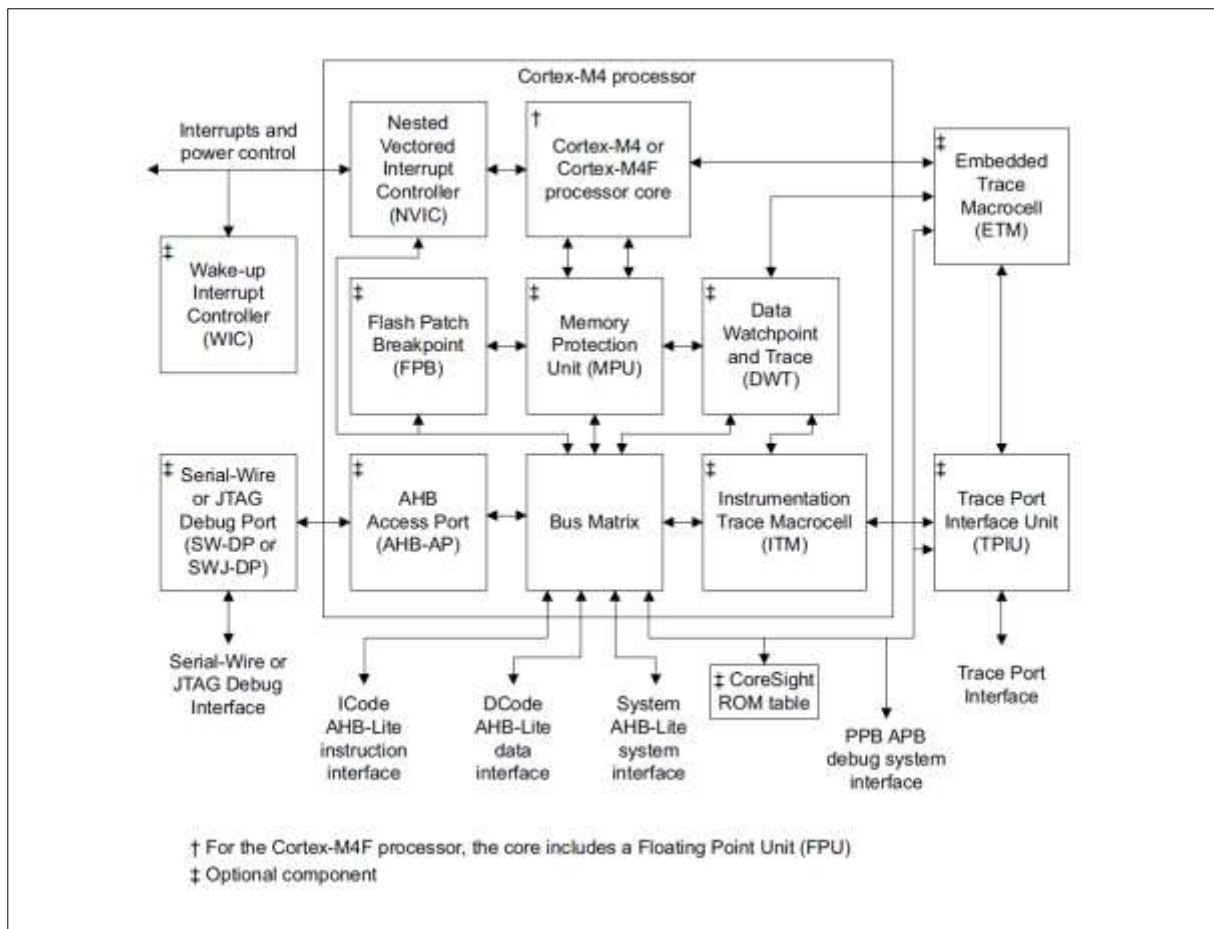 Cortex-M4 processor
Interrupts and
power control
Nested
Vectored
Interrupt
Controller
(NVIC)
†
Cortex-M4 or
Cortex-M4F
processor core
‡
Embedded
Trace
Macrocell
(ETM)
‡
Wake-up
Interrupt
Controller
(WIC)
‡
Flash Patch
Breakpoint
(FPB)
‡
Memory
Protection
Unit (MPU)
‡
Data
Watchpoint
and Trace
(DWT)
‡
Serial-Wire
or JTAG
Debug Port
(SW-DP or
SWJ-DP)
‡
AHB
Access Port
(AHB-AP)
Bus Matrix
‡
Instrumentation
Trace Macrocell
(ITM)
‡
Trace Port
Interface Unit
(TPIU)
Serial-Wire or
JTAG Debug
Interface
ICode
AHB-Lite
instruction
interface
DCode
AHB-Lite
data
interface
System
AHB-Lite
system
interface
‡ CoreSight
ROM table
PPB APB
debug system
interface
Trace Port
Interface
† For the Cortex-M4F processor, the core includes a Floating Point Unit (FPU)
‡ Optional component